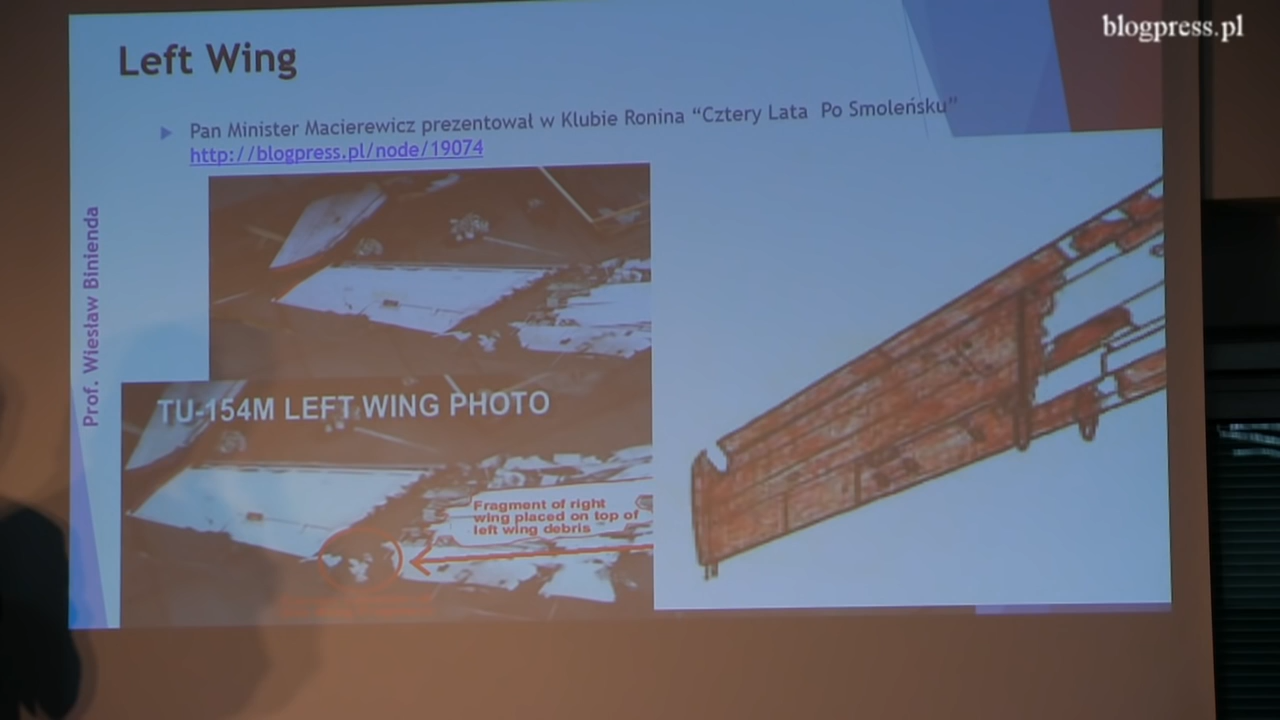 blogpress.pl
Left Wing
Pan Minister Macierewicz prezentował w Klubie Ronina “Cztery Lata Po Smoleńsku”
http://blogpress.pl/node/19074
Prof. Wiesław Binienda
TU-154M LEFT WING PHOTO
Fragment of right
wing placed on top of
left wing debris